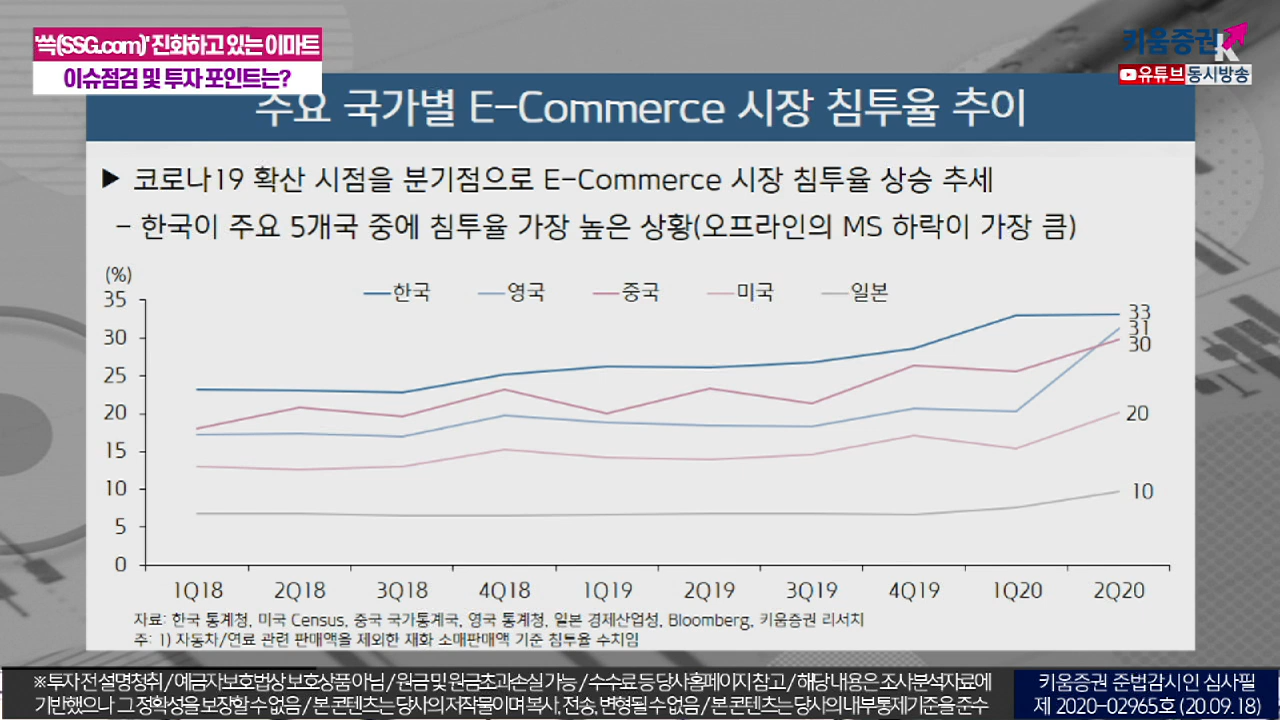 '쓱(SSG.com)' 진화하고 있는 이마트
이슈점검 및 투자 포인트는?
키움증권
유튜브 동시방송
주요 국가별 E-Commerce 시장 침투율 추이
▶ 코로나19 확산 시점을 분기점으로 E-Commerce 시장 침투율 상승 추세
- 한국이 주요 5개국 중에 침투율 가장 높은 상황(오프라인의 MS 하락이 가장 큼)
(%)
한국 영국 중국 미국 일본
35
30
25
20
15
10
5
0
33
31
30
20
10
1Q18 2Q18 3Q18 4Q18 1Q19 2Q19 3Q19 4Q19 1Q20 2Q20
자료: 한국 통계청, 미국 Census, 중국 국가통계국, 영국 통계청, 일본 경제산업성, Bloomberg, 키움증권 리서치
주: 1) 자동차/연료 관련 판매액을 제외한 재화 소매판매액 기준 침투율 수치임
※ 투자 전 설명청취 / 예금자보호법상 보호상품 아님 / 원금 및 원금초과손실 가능 / 수수료 등 당사홈페이지 참고 / 해당 내용은 조사분석자료에
기반했으나 그 정확성을 보장할 수 없음 / 본 콘텐츠는 당사의 저작물이며 복사, 전송, 변형될 수 없음 / 본 콘텐츠는 당사의 내부통제기준을 준수
키움증권 준법감시인 심사필
제 2020-02965호 (20.09.18)